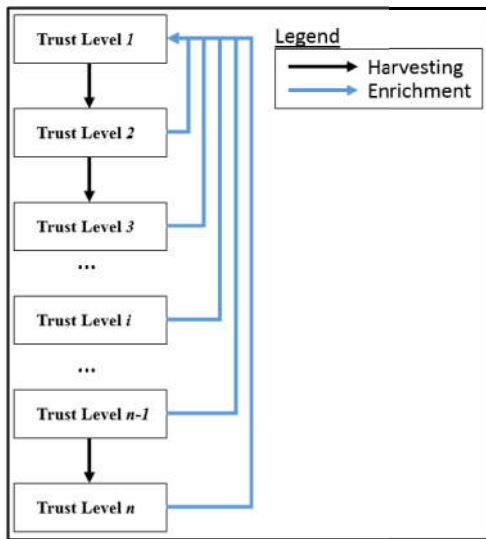 Trust Level 1
Legend
Harvesting
Enrichment
Trust Level 2
Trust Level 3
...
Trust Level i
...
Trust Level n-1
Trust Level n